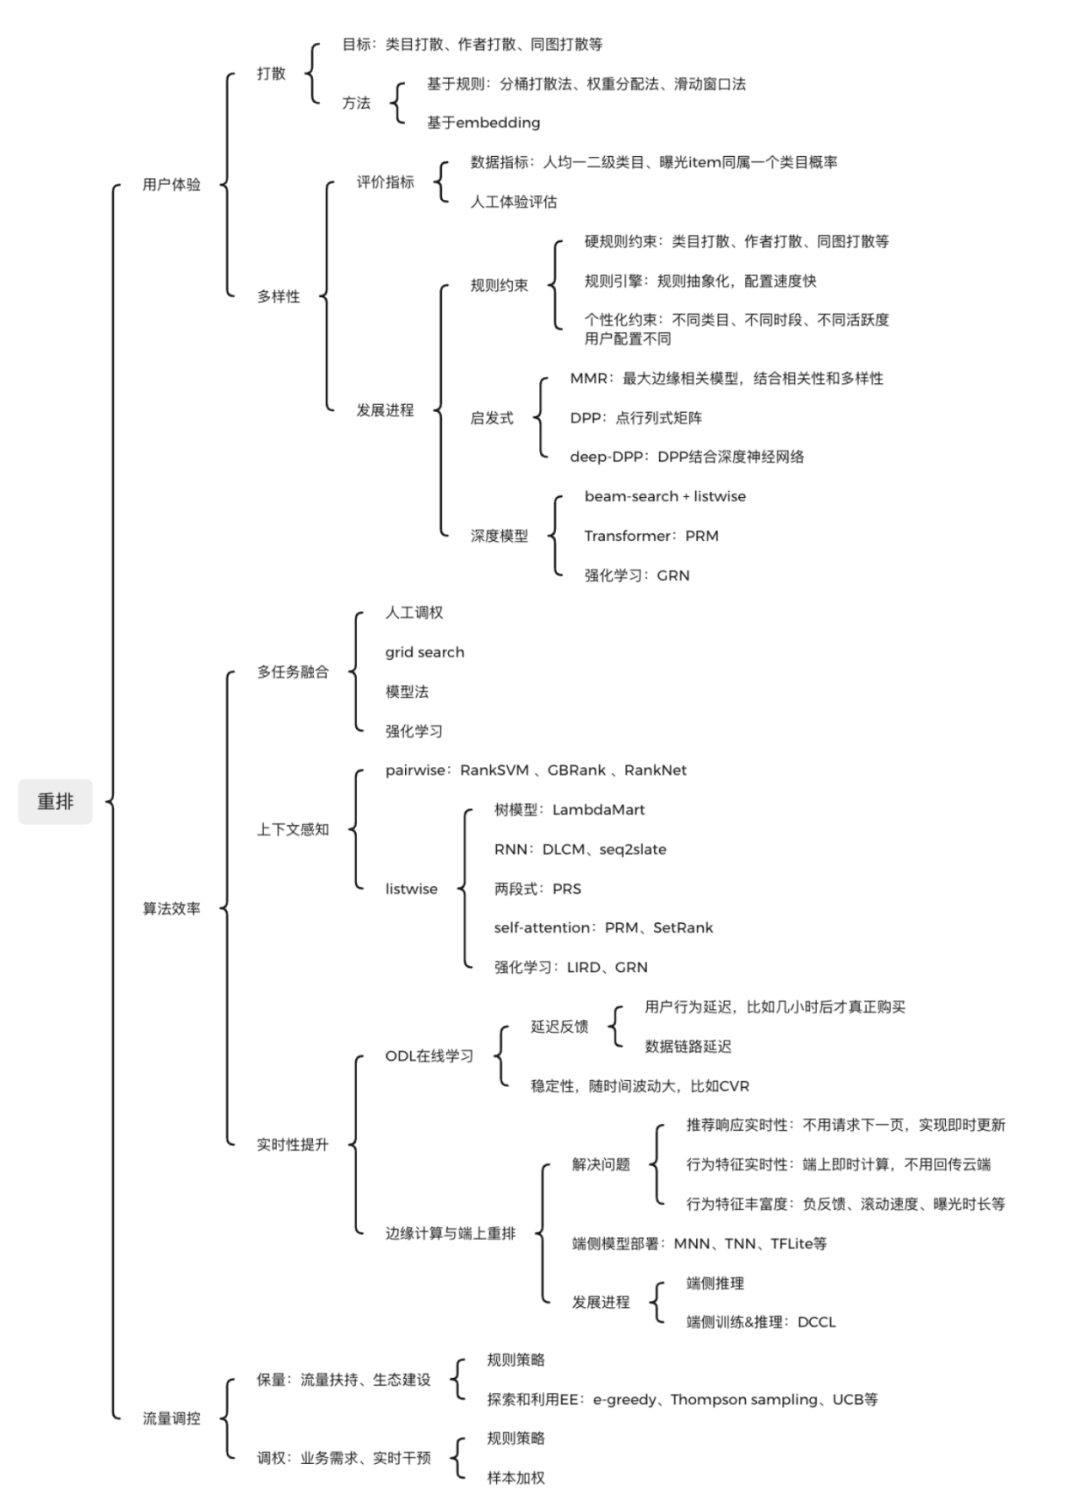 目标：类目打散、作者打散、同图打散等
打散
基于规则：分桶打散法、权重分配法、滑动窗口法
方法
基于embedding
数据指标：人均一二级类目、曝光item同属一个类目概率
评价指标
用户体验
人工体验评估
硬规则约束：类目打散、作者打散、同图打散等
规则约束
规则引擎：规则抽象化，配置速度快
多样性
个性化约束：不同类目、不同时段、不同活跃度
用户配置不同
MMR：最大边缘相关模型，结合相关性和多样性
发展进程
启发式
DPP：点行列式矩阵
deep-DPP：DPP结合深度神经网络
beam-search + listwise
深度模型
Transformer：PRM
强化学习：GRN
人工调权
grid search
多任务融合
模型法
强化学习
pairwise：RankSVM 、GBRank 、RankNet
重排
树模型：LambdaMart
上下文感知
RNN：DLCM、seq2slate
listwise
两段式：PRS
算法效率
self-attention：PRM、SetRank
强化学习：LIRD、GRN
用户行为延迟，比如几小时后才真正购买
延迟反馈
数据链路延迟
ODL在线学习
稳定性，随时间波动大，比如CVR
推荐响应实时性：不用请求下一页，实现即时更新
实时性提升
解决问题
行为特征实时性：端上即时计算，不用回传云端
行为特征丰富度：负反馈、滚动速度、曝光时长等
边缘计算与端上重排
端侧模型部署：MNN、TNN、TFLite等
端侧推理
发展进程
端侧训练&推理：DCCL
规则策略
保量：流量扶持、生态建设
探索和利用EE：e-greedy、Thompson sampling、UCB等
流量调控
规则策略
调权：业务需求、实时干预
样本加权